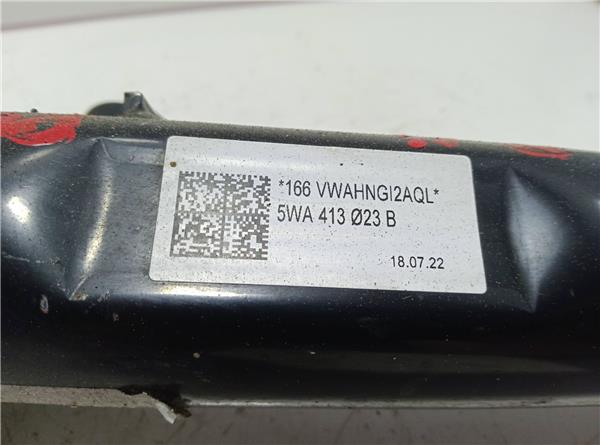 *166 VWAHNGI2AQL*
5WA 413 Ø23 B
18.07.22